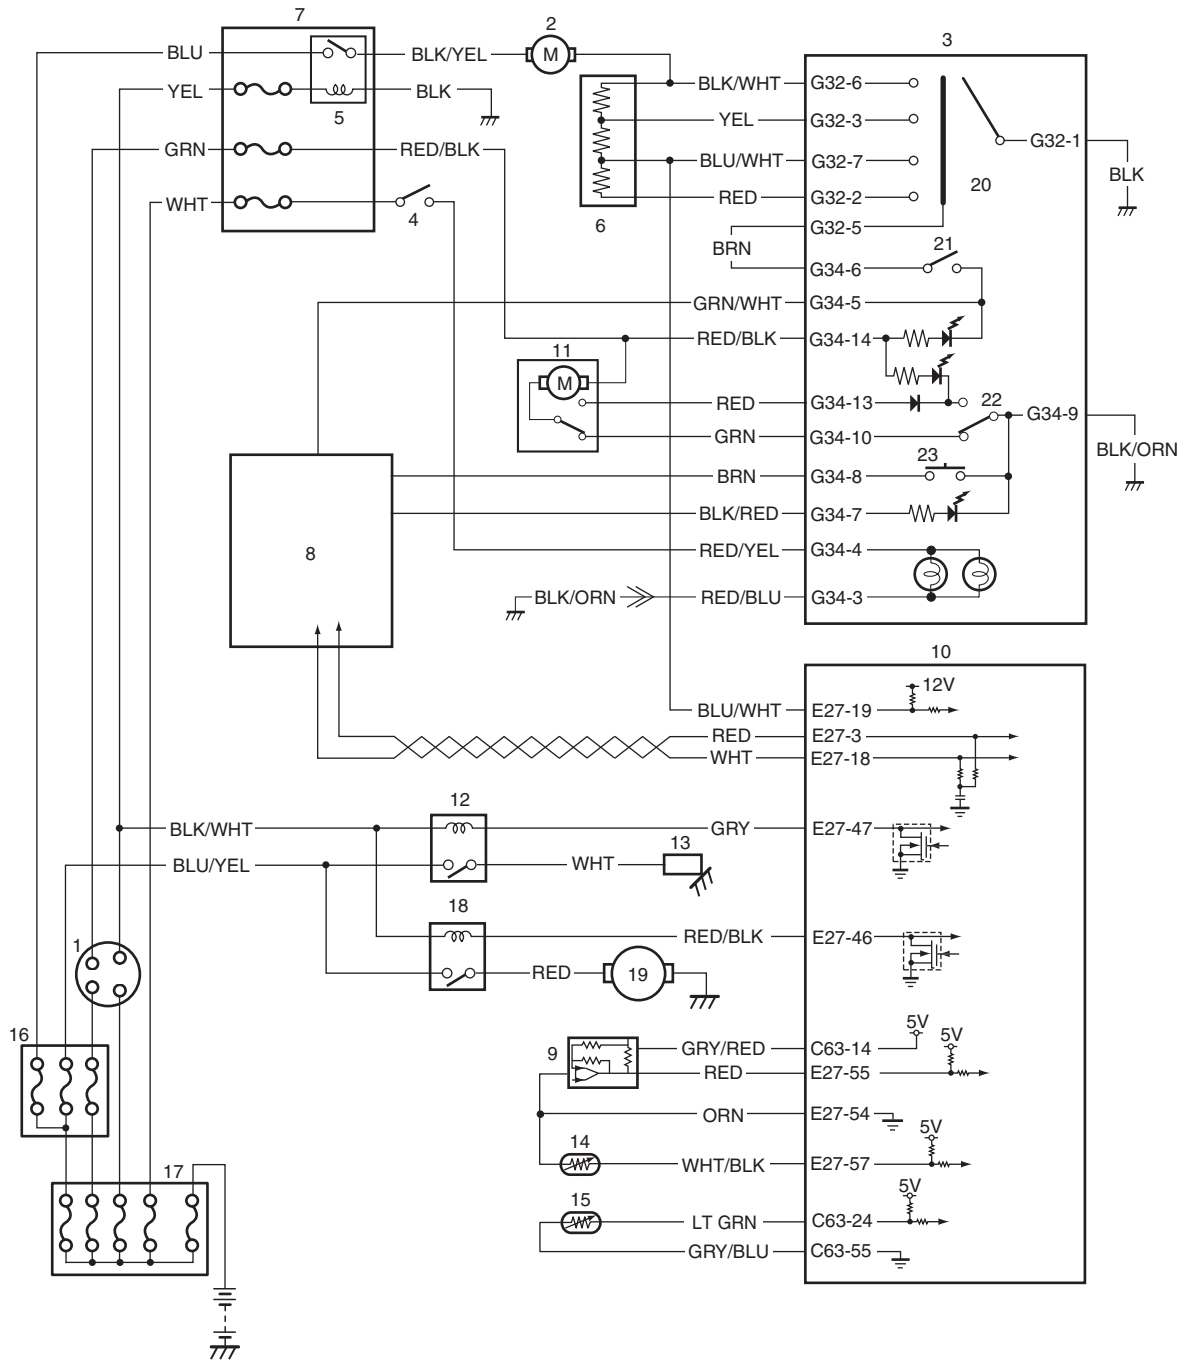 7
2
3
BLU
BLK/YEL
M
BLK/WHT
G32-6
YEL
BLK
5
YEL
G32-3
GRN
RED/BLK
BLU/WHT
G32-7
G32-1
BLK
WHT
4
RED
G32-2
20
6
G32-5
BRN
21
G34-6
GRN/WHT
G34-5
11
RED/BLK
G34-14
M
RED
G34-13
22
G34-9
GRN
G34-10
BLK/ORN
23
BRN
G34-8
BLK/RED
G34-7
8
RED/YEL
G34-4
BLK/ORN
RED/BLU
G34-3
10
12V
BLU/WHT
E27-19
RED
E27-3
WHT
E27-18
12
BLK/WHT
GRY
E27-47
13
BLU/YEL
WHT
18
RED/BLK
E27-46
1
RED
19
16
5V
5V
9
GRY/RED
C63-14
RED
E27-55
ORN
E27-54
5V
14
WHT/BLK
E27-57
17
5V
15
LT GRN
C63-24
GRY/BLU
C63-55